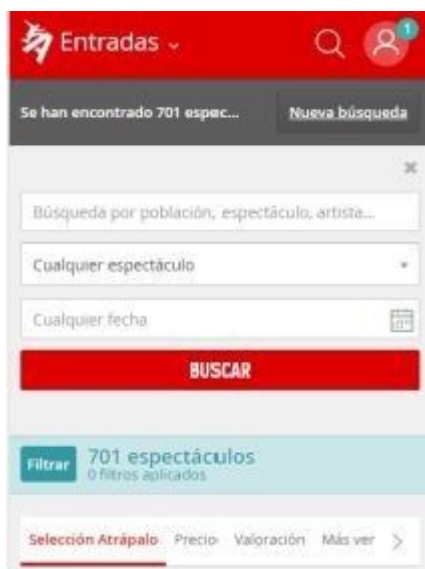 Entradas
1
Se han encontrado 701 espec... Nueva búsqueda
Búsqueda por población, espectáculo, artista...
Cualquier espectáculo
Cualquier fecha
BUSCAR
Filtrar 701 espectáculos
0 filtros aplicados
Selección Atrápalo Precio Valoración Más ver